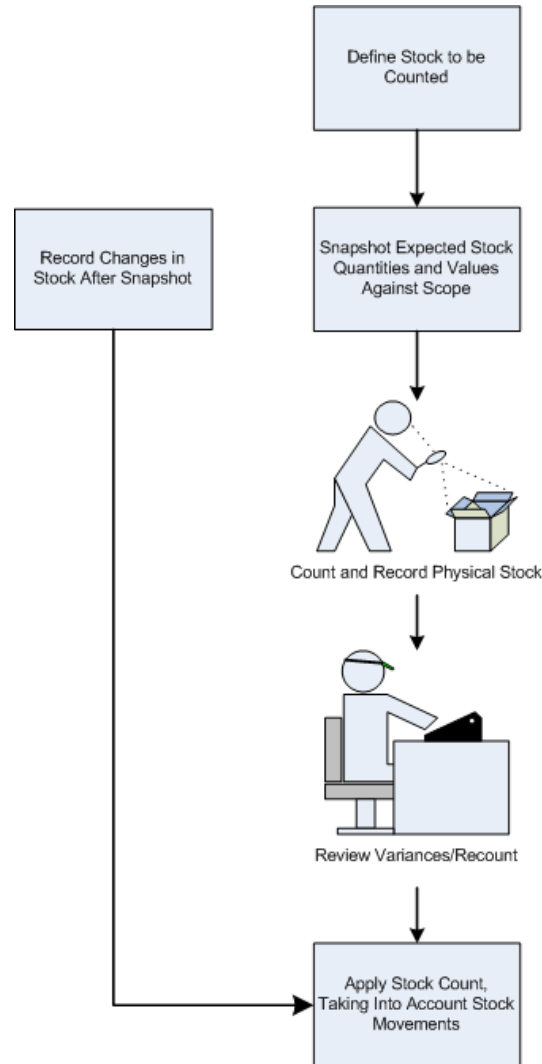 Define Stock to be
Counted
Snapshot Expected Stock
Quantities and Values
Against Scope
Record Changes in
Stock After Snapshot
Count and Record Physical Stock
Review Variances/Recount
Apply Stock Count,
Taking Into Account Stock
Movements